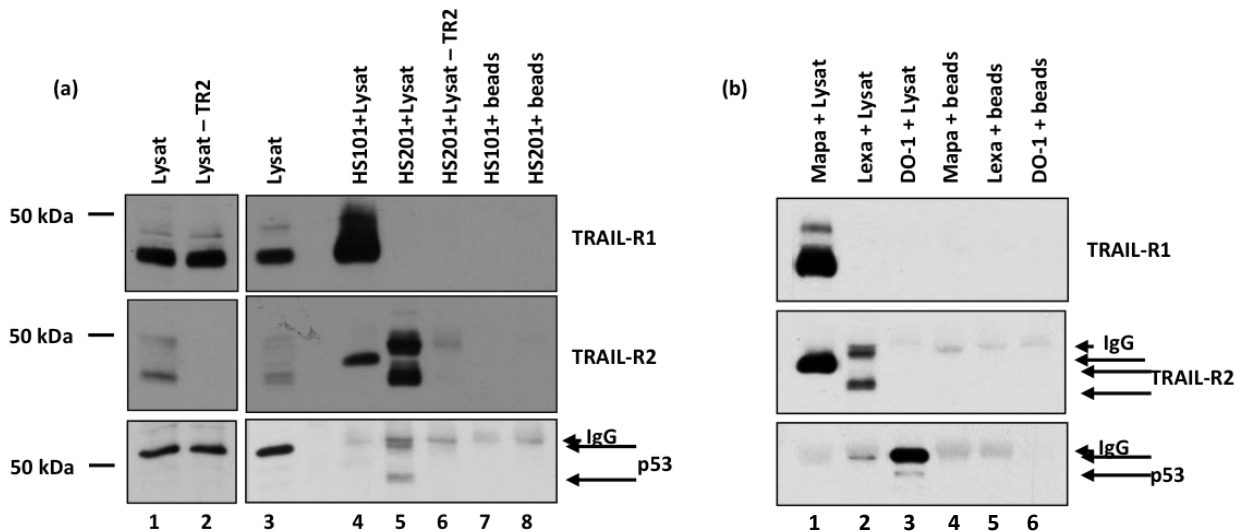 (a)
Lysat
Lysat – TR2
Lysat
HS101+Lysat
HS201+Lysat
HS201+Lysat – TR2
HS101+ beads
HS201+ beads
50 kDa
TRAIL-R1
50 kDa
TRAIL-R2
50 kDa
IgG
p53
1 2 3 4 5 6 7 8
(b)
Mapa + Lysat
Lexa + Lysat
DO-1 + Lysat
Mapa + beads
Lexa + beads
DO-1 + beads
TRAIL-R1
IgG
TRAIL-R2
IgG
p53
1 2 3 4 5 6